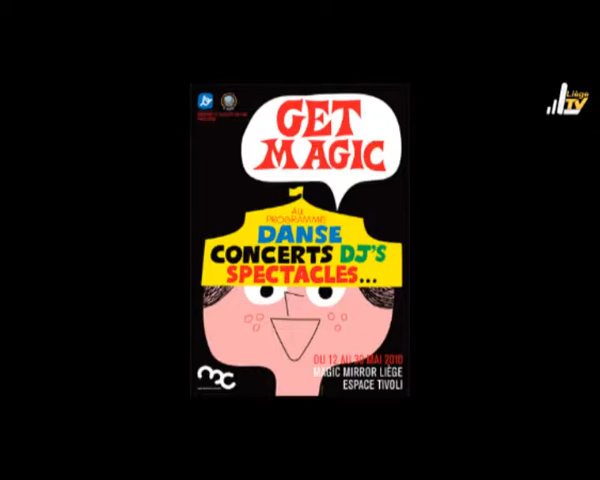 Liège
TV
GET
MAGIC
AU
PROGRAMME
DANSE
CONCERTS DJ'S
SPECTACLES...
DU 12 AU 30 MAI 2010
MAGIC MIRROR LIÈGE
ESPACE TIVOLI